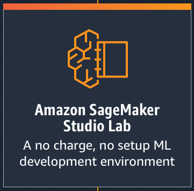 Amazon SageMaker
Studio Lab
A no charge, no setup ML
development environment